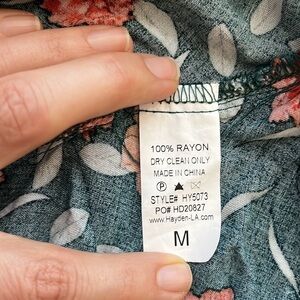 100% RAYON
DRY CLEAN ONLY
MADE IN CHINA
STYLE# HY5073
PO# HD20827
www.Hayden-LA.com
M